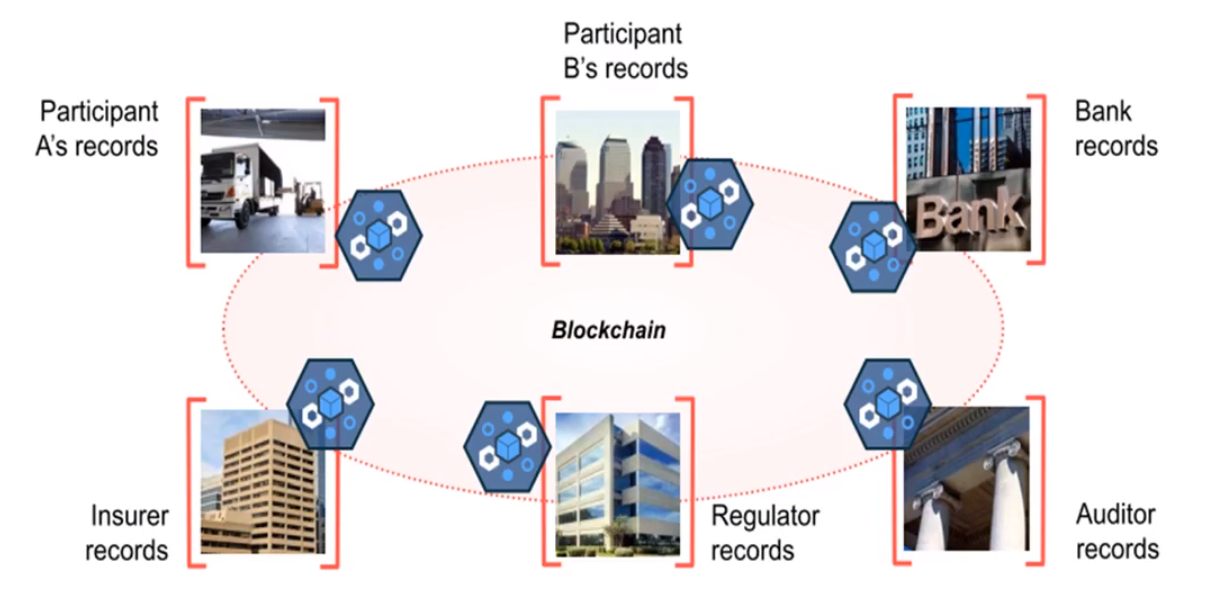 Participant
B's records
Participant
A's records
Bank
records
Bank
Blockchain
Insurer
records
Regulator
records
Auditor
records